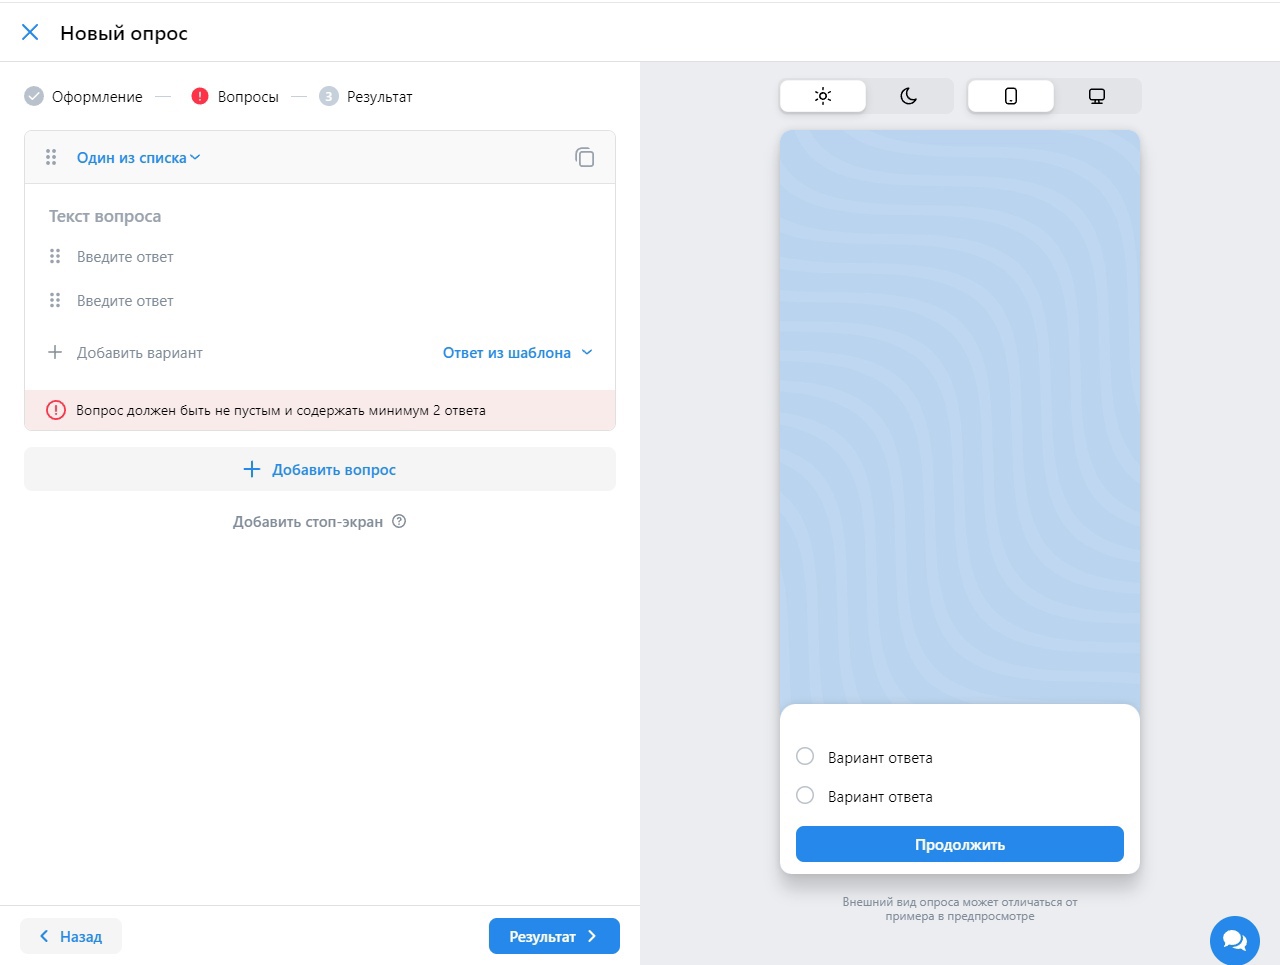 Новый опрос
Оформление
Вопросы
3 Результат
Один из списка
Текст вопроса
Введите ответ
Введите ответ
Добавить вариант
Ответ из шаблона
Вопрос должен быть не пустым и содержать минимум 2 ответа
Добавить вопрос
Добавить стоп-экран
Назад
Результат
Вариант ответа
Вариант ответа
Продолжить
Внешний вид опроса может отличаться от
примера в предпросмотре